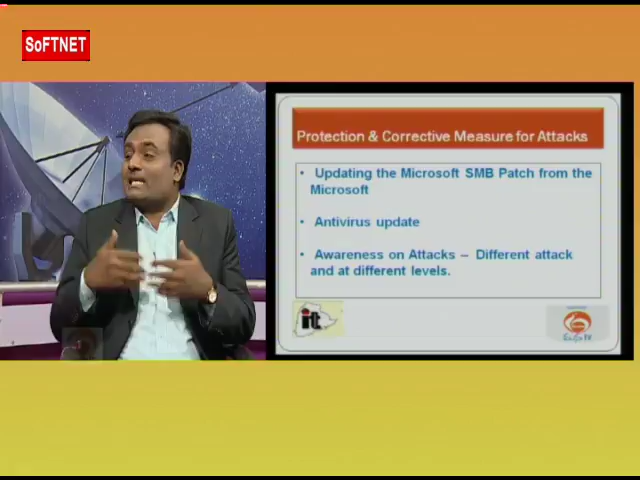 SoFTNET
Protection & Corrective Measure for Attacks
• Updating the Microsoft SMB Patch from the
Microsoft
• Antivirus update
• Awareness on Attacks – Different attack
and at different levels.
it